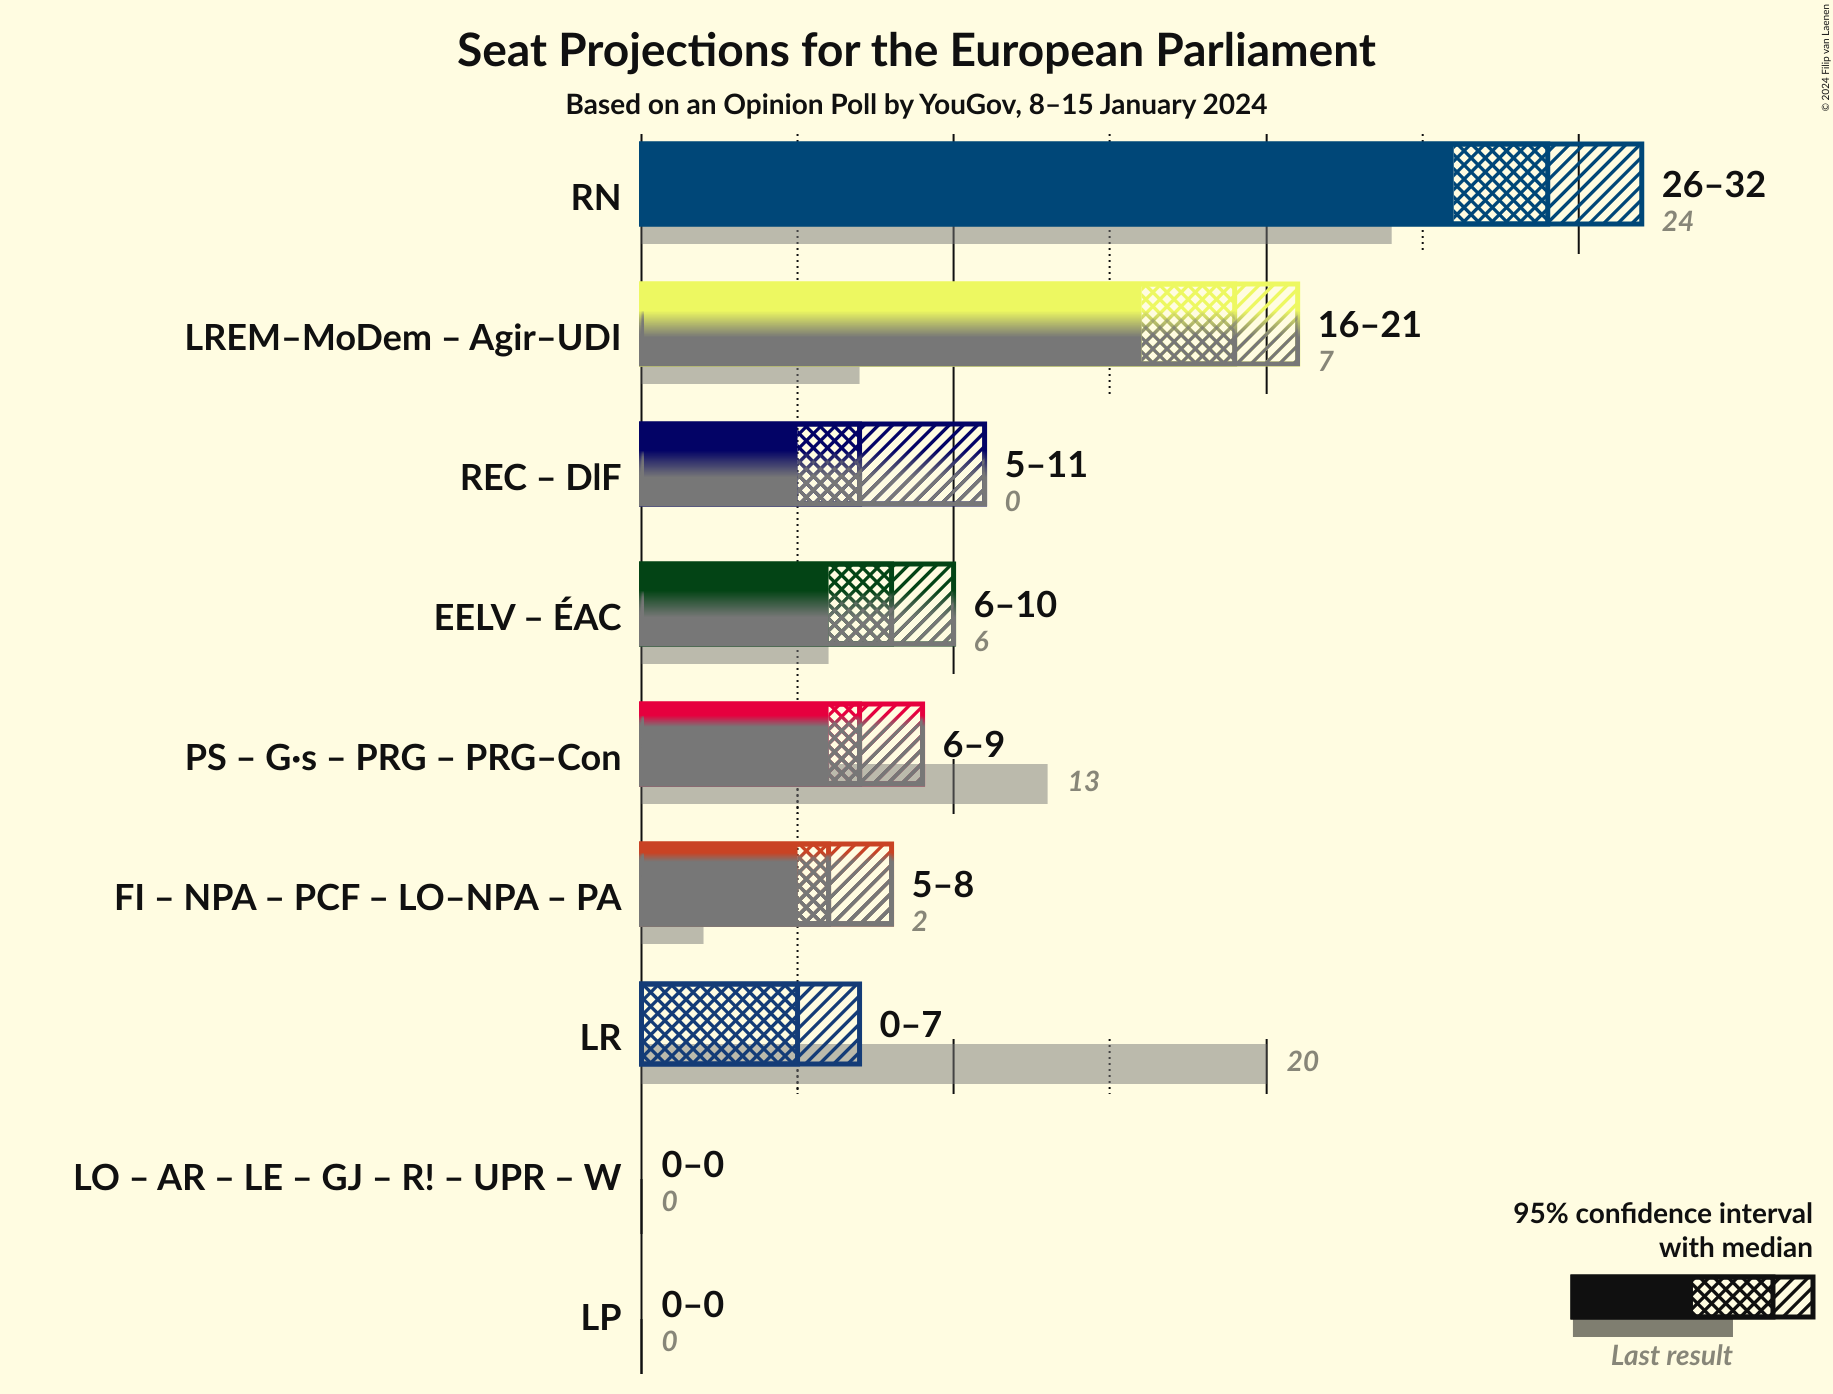 Seat Projections for the European Parliament
Based on an Opinion Poll by YouGov, 8–15 January 2024
© 2024 Filip van Laenen
RN
26–32
24
LREM–MoDem – Agir–UDI
16–21
7
REC – DlF
5–11
0
EELV – ÉAC
6–10
6
PS – G·s – PRG – PRG–Con
6–9
13
FI – NPA – PCF – LO–NPA – PA
5–8
2
LR
0–7
20
LO – AR – LE – GJ – R! – UPR – W
0–0
0
LP
0–0
0
95% confidence interval
with median
Last result